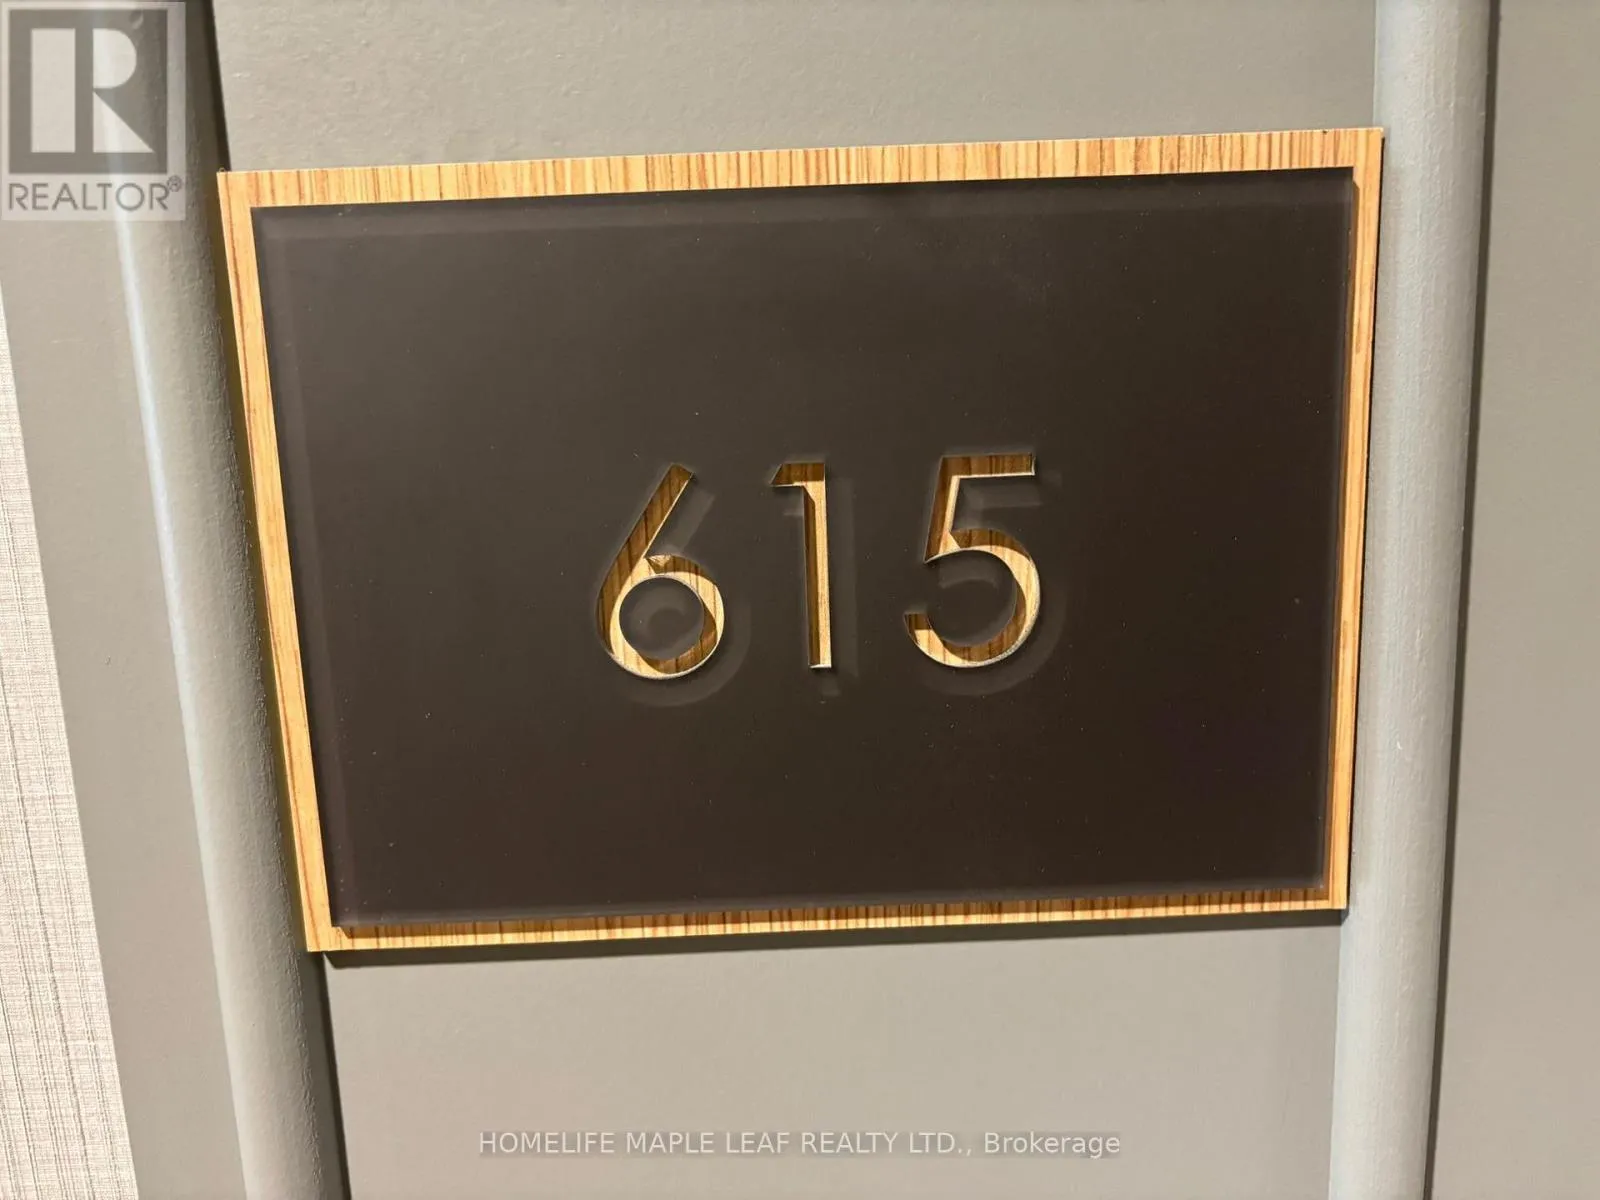 REALTOR®
615
HOMELIFE MAPLE LEAF REALTY LTD., Brokerage